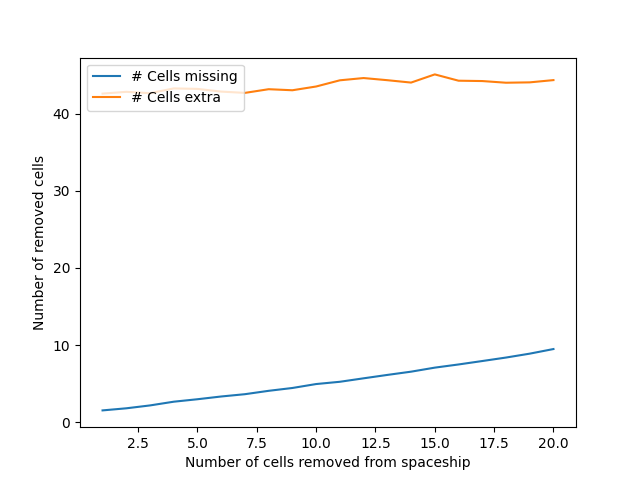 # Cells missing
# Cells extra
40
30
20
10
0
Number of removed cells
2.5 5.0 7.5 10.0 12.5 15.0 17.5 20.0
Number of cells removed from spaceship